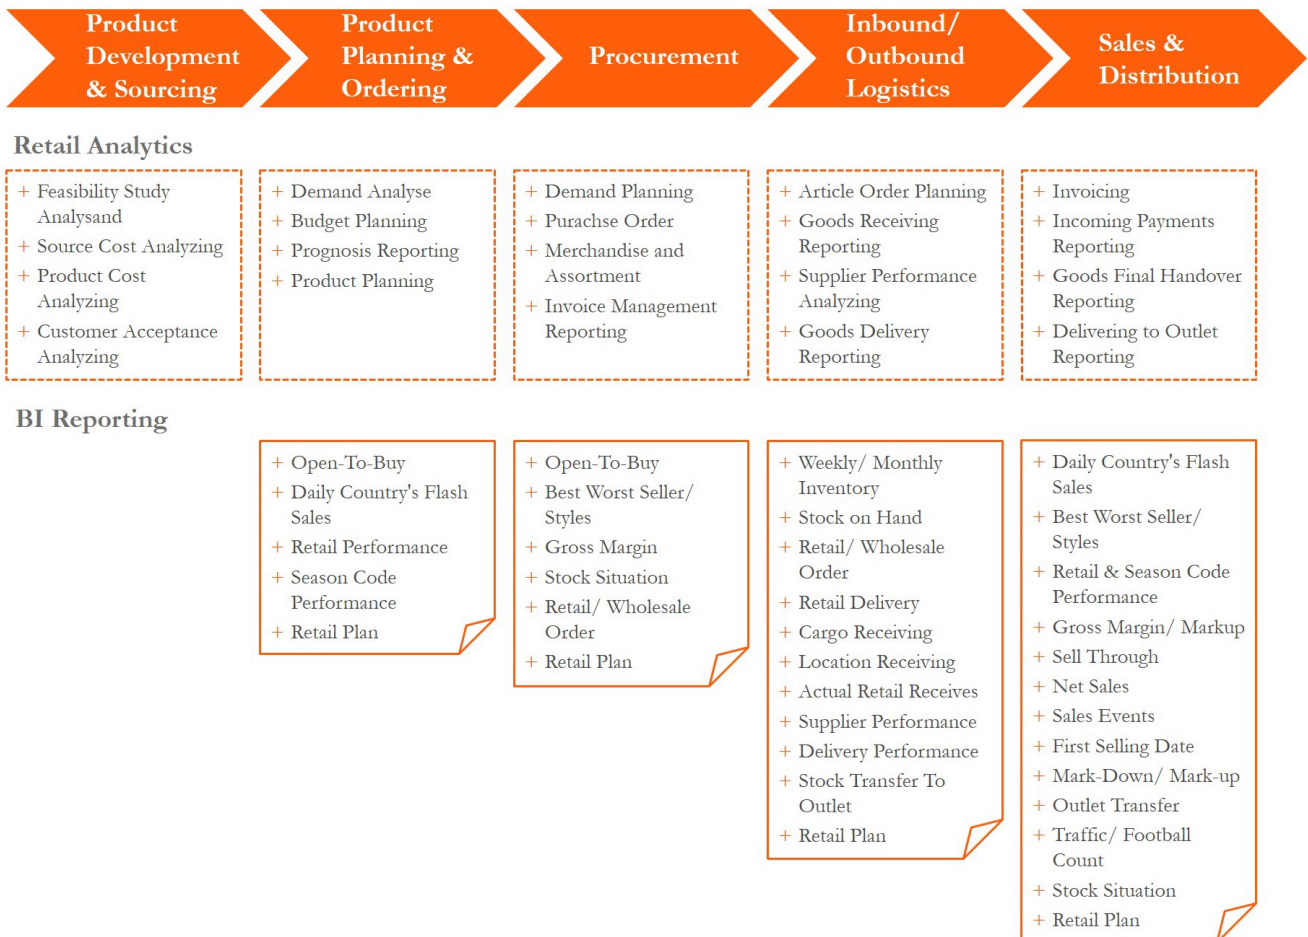 Product
Development
& Sourcing
Product
Planning &
Ordering
Procurement
Inbound/
Outbound
Logistics
Sales &
Distribution
Retail Analytics
+ Feasibility Study
Analysand
+ Source Cost Analyzing
+ Product Cost
Analyzing
+ Customer Acceptance
Analyzing
+ Demand Analyse
+ Budget Planning
+ Prognosis Reporting
+ Product Planning
+ Demand Planning
+ Purachse Order
+ Merchandise and
Assortment
+ Invoice Management
Reporting
+ Article Order Planning
+ Goods Receiving
Reporting
+ Supplier Performance
Analyzing
+ Goods Delivery
Reporting
+ Invoicing
+ Incoming Payments
Reporting
+ Goods Final Handover
Reporting
+ Delivering to Outlet
Reporting
BI Reporting
+ Open-To-Buy
+ Daily Country's Flash
Sales
+ Retail Performance
+ Season Code
Performance
+ Retail Plan
+ Open-To-Buy
+ Best Worst Seller/
Styles
+ Gross Margin
+ Stock Situation
+ Retail/ Wholesale
Order
+ Retail Plan
+ Weekly/ Monthly
Inventory
+ Stock on Hand
+ Retail/ Wholesale
Order
+ Retail Delivery
+ Cargo Receiving
+ Location Receiving
+ Actual Retail Receives
+ Supplier Performance
+ Delivery Performance
+ Stock Transfer To
Outlet
+ Retail Plan
+ Daily Country's Flash
Sales
+ Best Worst Seller/
Styles
+ Retail & Season Code
Performance
+ Gross Margin/ Markup
+ Sell Through
+ Net Sales
+ Sales Events
+ First Selling Date
+ Mark-Down/ Mark-up
+ Outlet Transfer
+ Traffic/ Football
Count
+ Stock Situation
+ Retail Plan